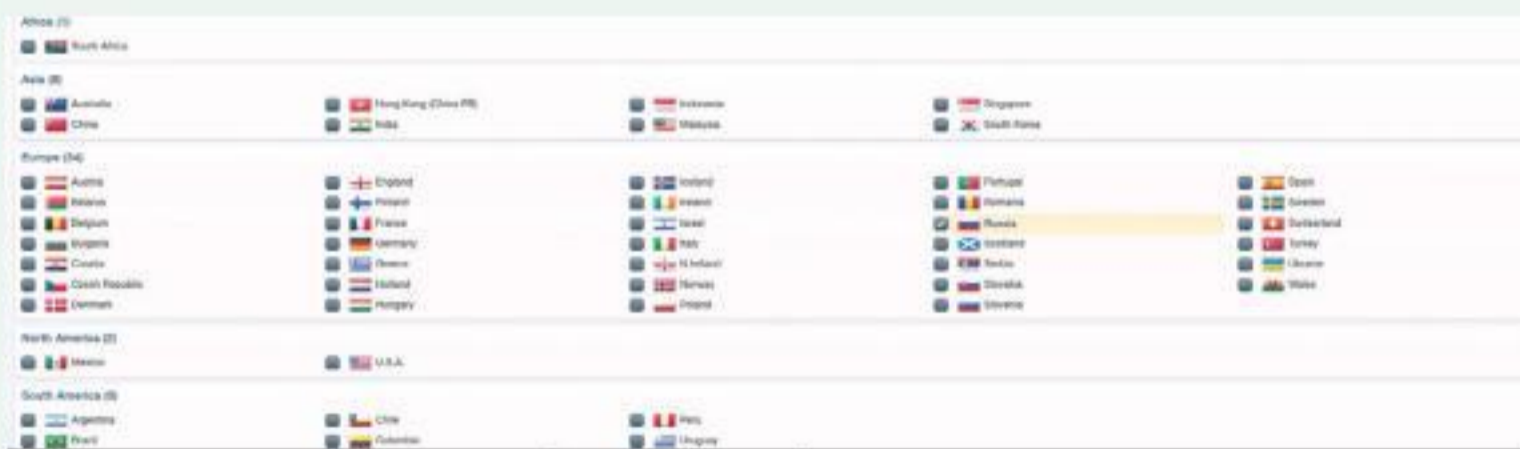 Africa (1)
South Africa
Asia (8)
Australia Hong Kong (China PR) Indonesia Singapore
China India Malaysia South Korea
Europe (34)
Austria England Iceland Portugal Spain
Belarus Finland Ireland Romania Sweden
Belgium France Israel Russia Switzerland
Bulgaria Germany Italy Scotland Turkey
Croatia Greece N.Ireland Serbia Ukraine
Czech Republic Holland Norway Slovakia Wales
Denmark Hungary Poland Slovenia
North America (2)
Mexico U.S.A.
South America (6)
Argentina Chile Peru
Brazil Colombia Uruguay